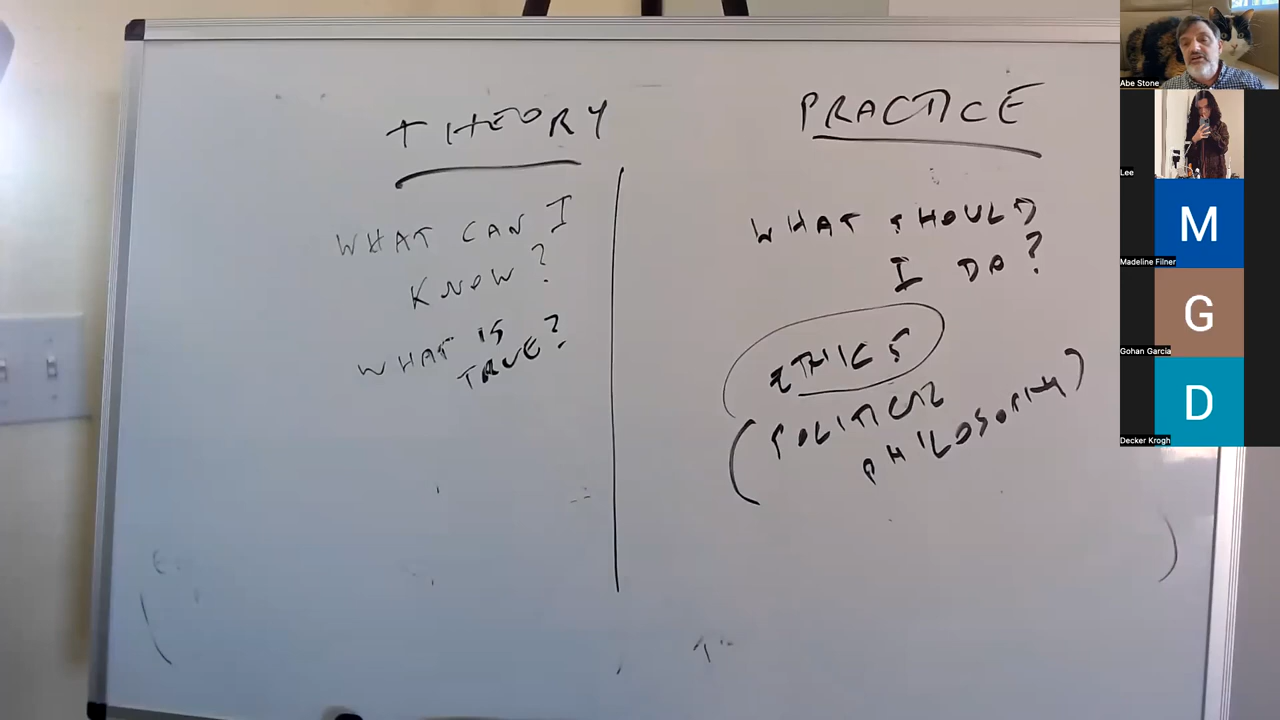 THEORY
WHAT CAN I
KNOW?
WHAT IS
TRUE?
PRACTICE
WHAT SHOULD
I DO?
ETHICS
(POLITICAL
PHILOSOPHY)
Abe Stone
Lee
M
Madeline Filner
G
Gohan Garcia
D
Decker Krogh